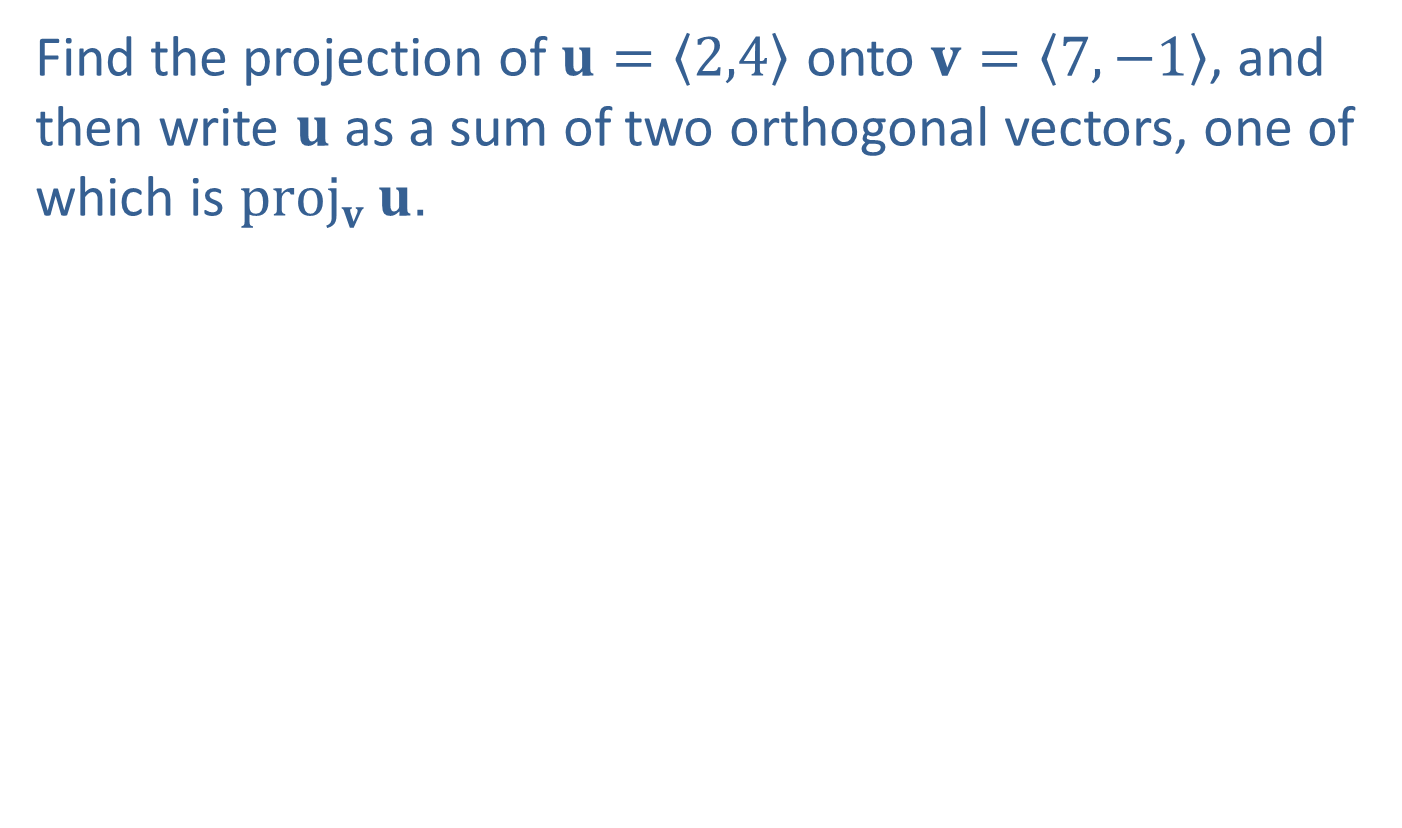 Find the projection of 𝐮 = ⟨2,4⟩ onto 𝐯 = ⟨7, −1⟩, and
then write 𝐮 as a sum of two orthogonal vectors, one of
which is proj𝐯 𝐮.